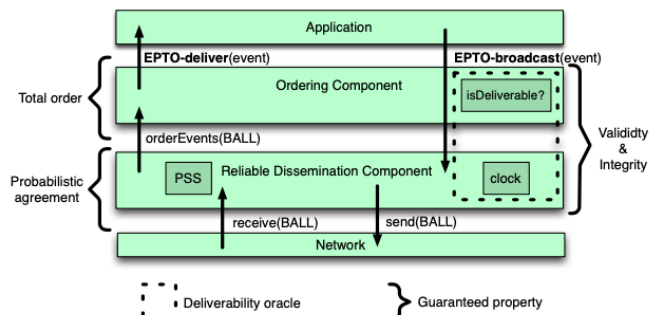 Application
EPTO-deliver(event)
EPTO-broadcast(event)
Total order
Ordering Component
isDeliverable?
orderEvents(BALL)
Validity
&
Integrity
Probabilistic
agreement
PSS
Reliable Dissemination Component
clock
receive(BALL)
send(BALL)
Network
Deliverability oracle
Guaranteed property